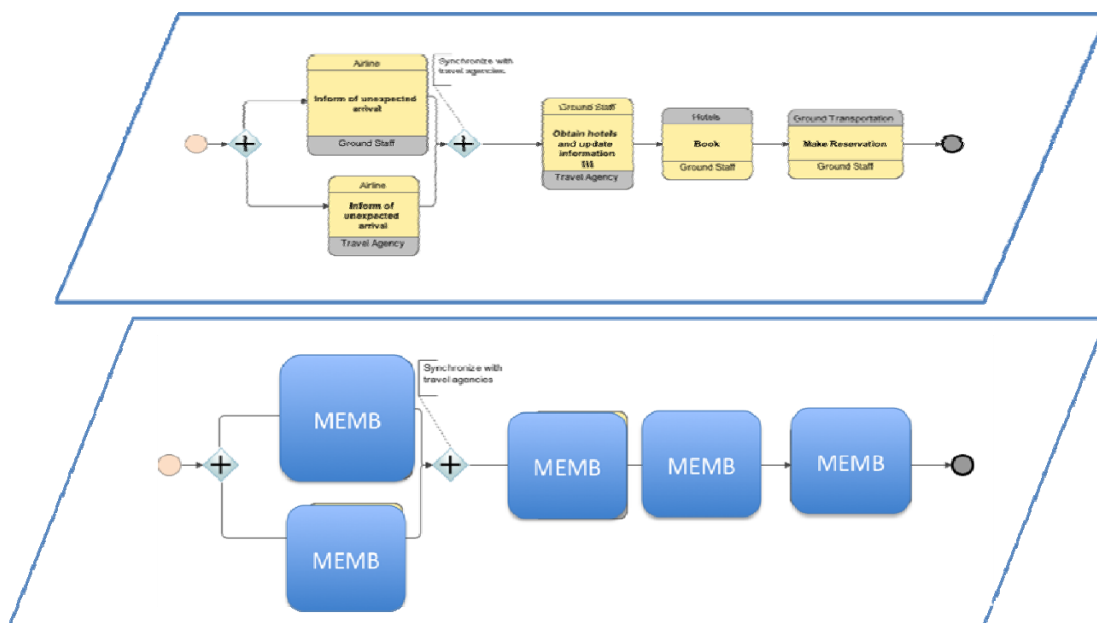 Airline
Inform of unexpected
arrival
Ground Staff
Synchronize with
travel agencies
Airline
Inform of
unexpected
arrival
Travel Agency
Ground Staff
Obtain hotels
and update
information
Travel Agency
Hotels
Book
Ground Staff
Ground Transportation
Make Reservation
Ground Staff
Synchronize with
travel agencies
MEMB
MEMB
MEMB
MEMB
MEMB